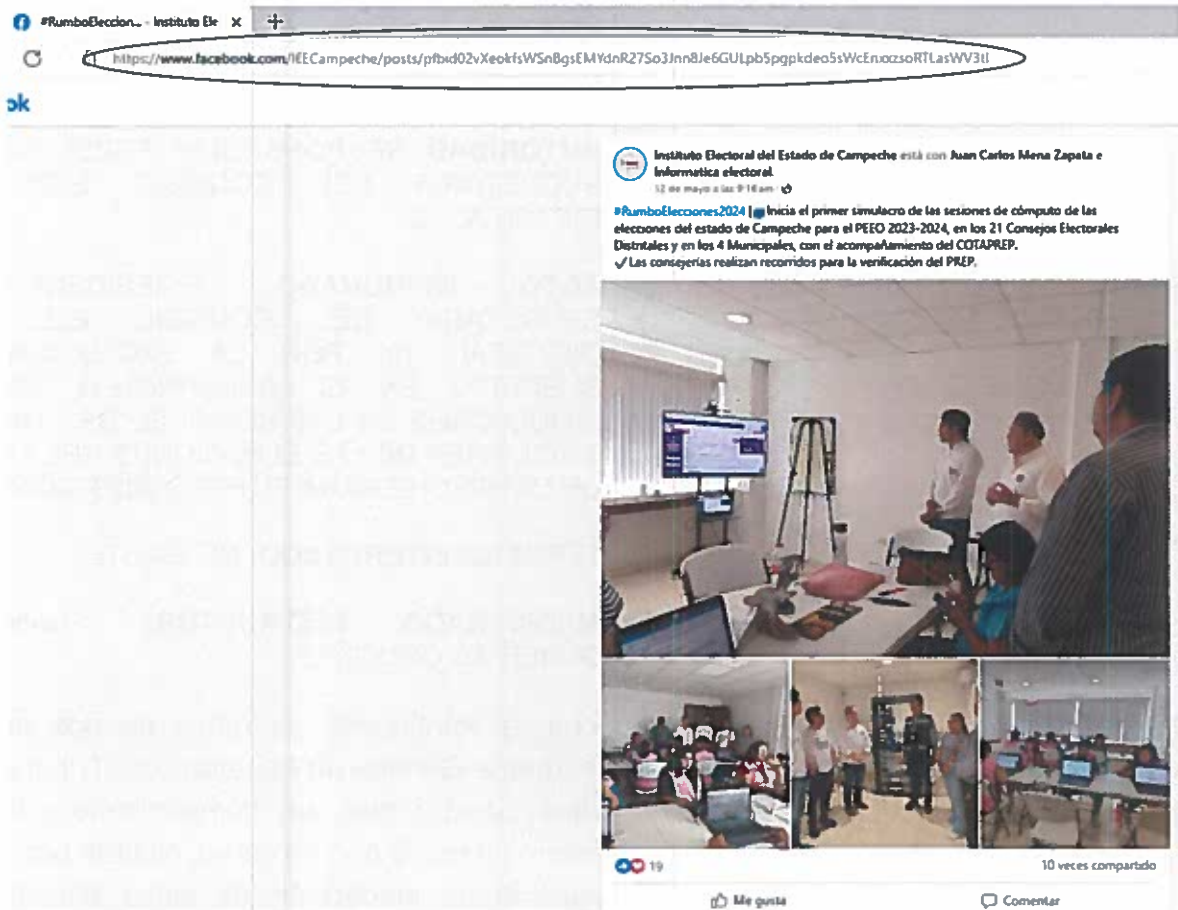 #RumboEleccion... - Instituto Ele X +
https://www.facebook.com/IEECampeche/posts/
ok
Instituto Electoral del Estado de Campeche está con Juan Carlos Mena Zapata e
Informatica electoral.
12 de mayo a las 9:16 am
#RumboElecciones2024 | Inicia el primer simulacro de las sesiones de cómputo de las
elecciones del estado de Campeche para el PEEO 2023-2024, en los 21 Consejos Electorales
Distritales y en los 4 Municipales, con el acompañamiento del COTAPREP.
✓ Las consejerías realizan recorridos para la verificación del PREP.
19
10 veces compartido
Me gusta
Comentar